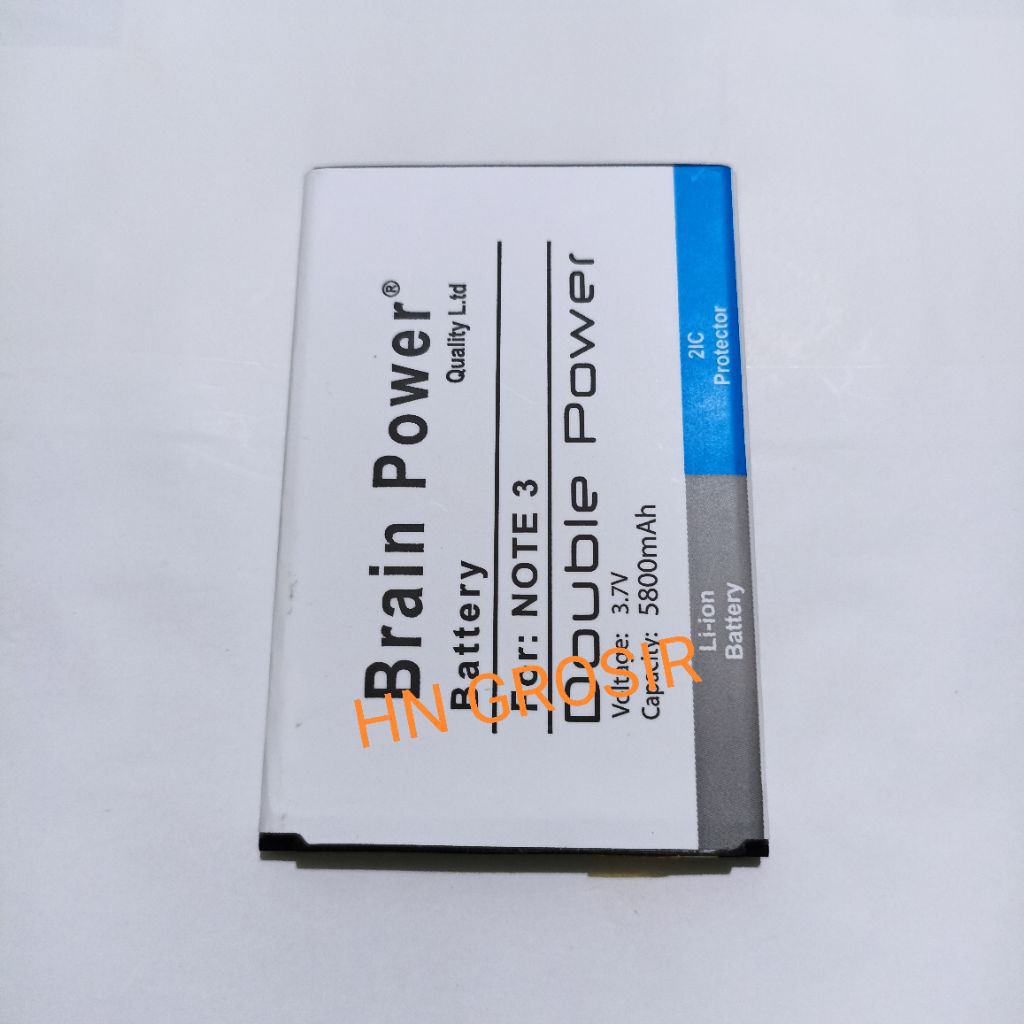 Brain Power®
Quality L.td
Battery
For: NOTE 3
Double Power
Voltage: 3.7V
Capacity: 5800mAh
2IC
Protector
Li-ion
Battery
HN GROSIR